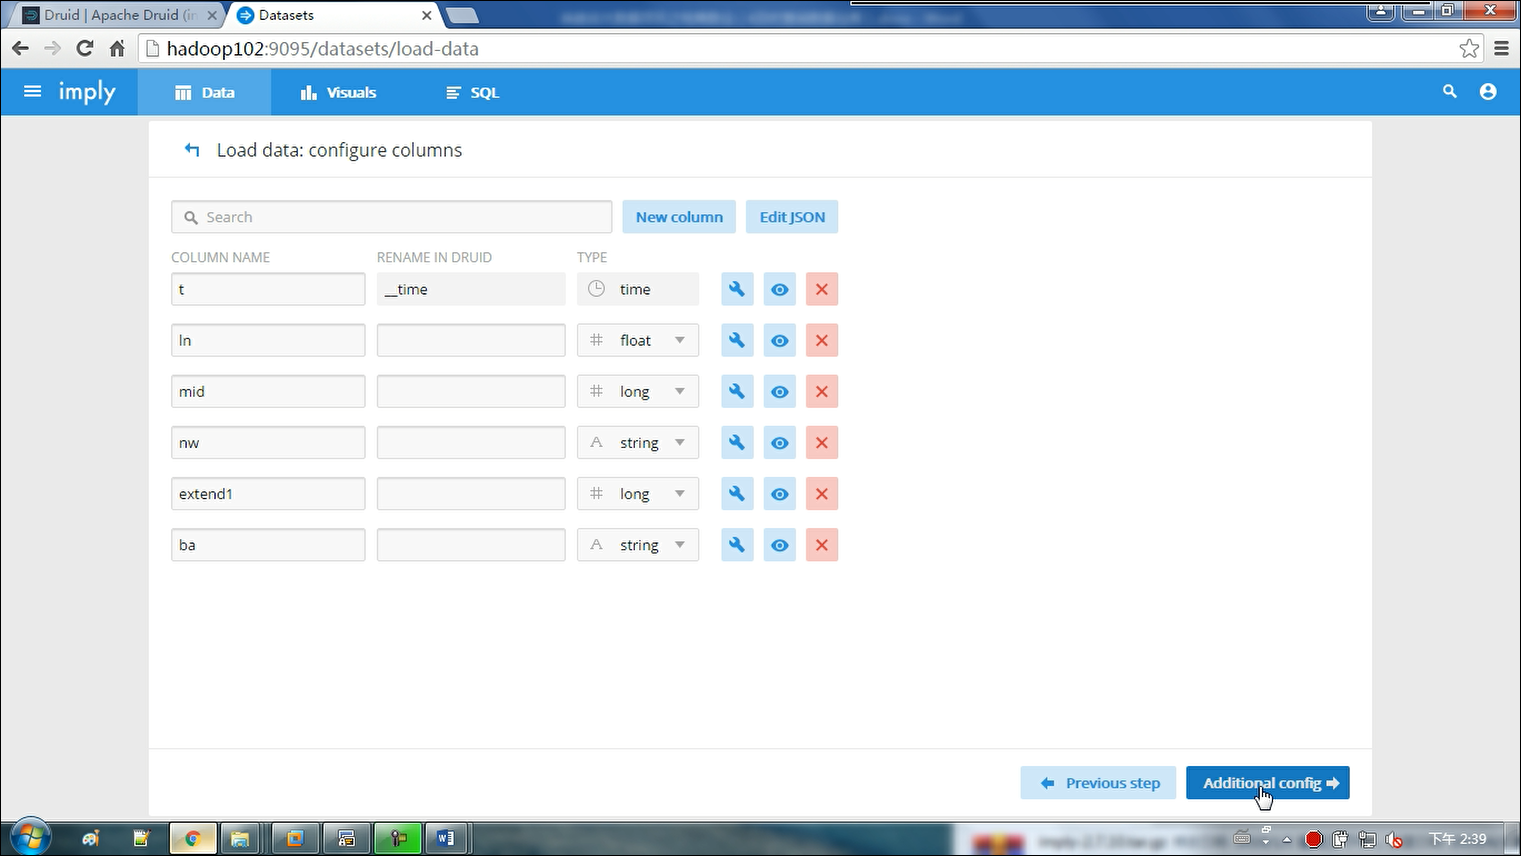 Druid | Apache Druid (in
Datasets
hadoop102:9095/datasets/load-data
imply
Data
Visuals
SQL
Load data: configure columns
Search
New column
Edit JSON
COLUMN NAME
RENAME IN DRUID
TYPE
t
__time
time
ln
float
mid
long
nw
string
extend1
long
ba
string
Previous step
Additional config
下午 2:39